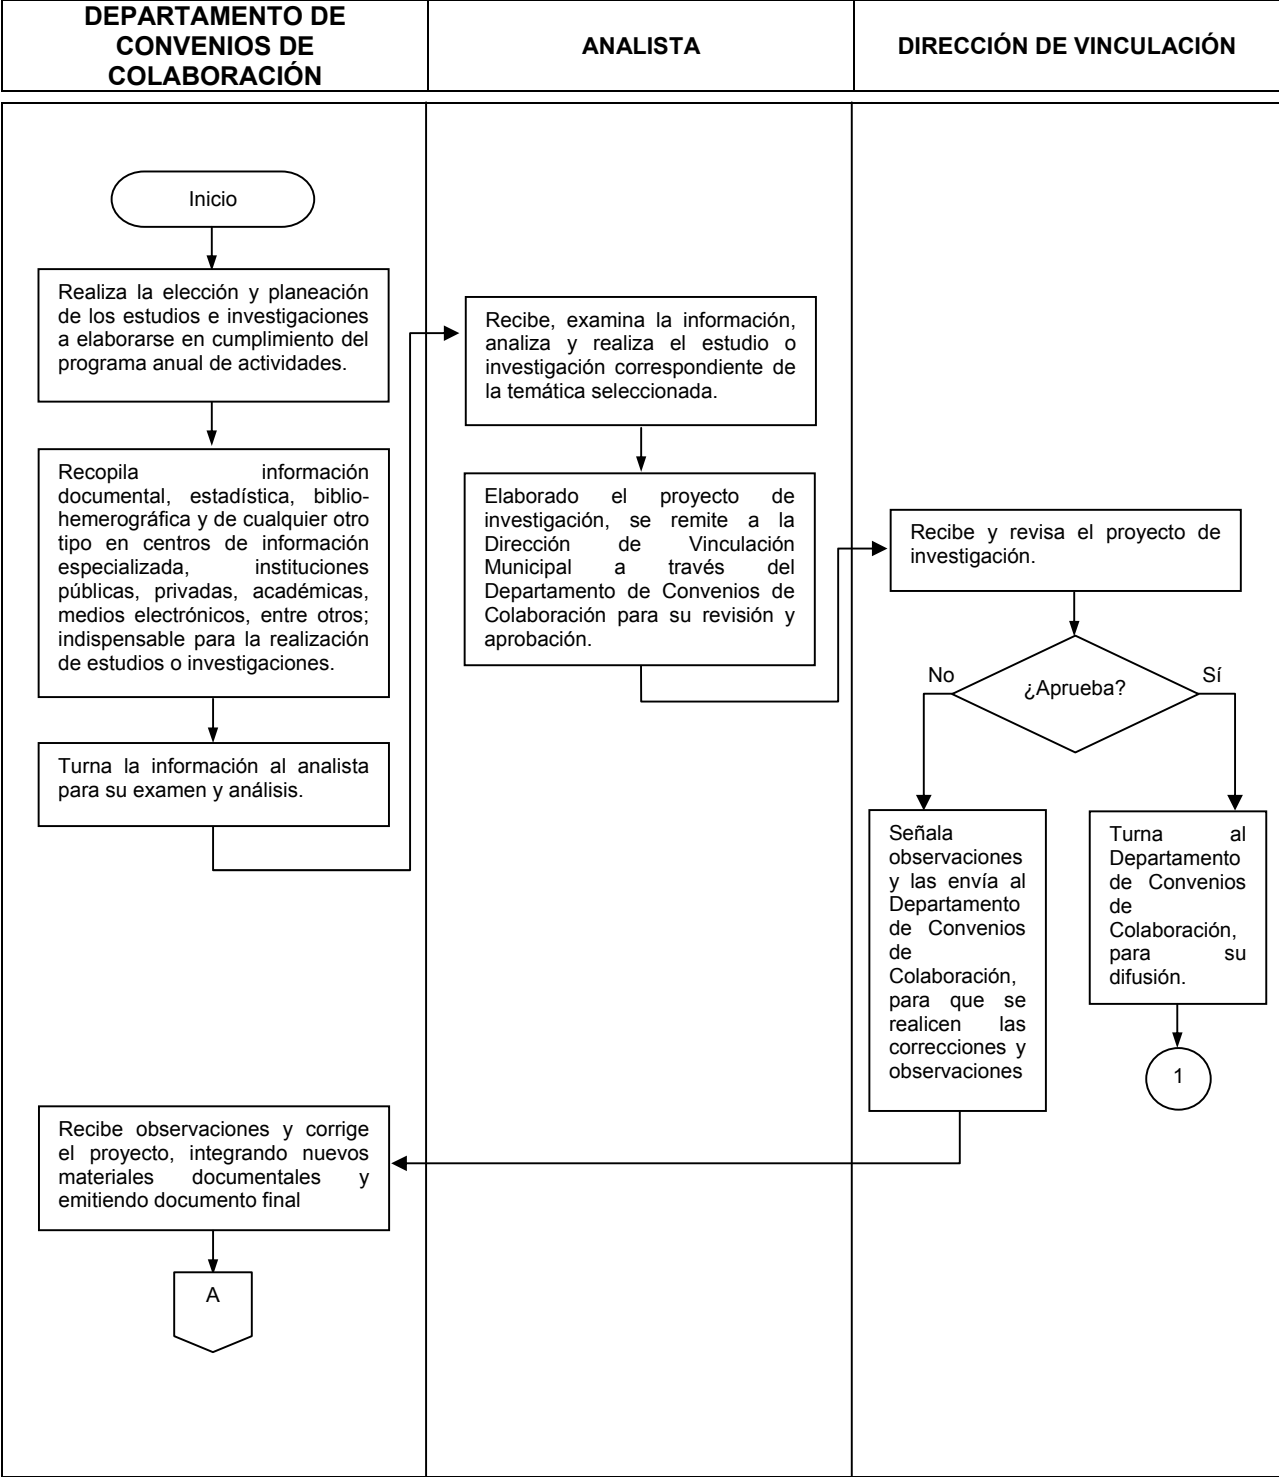 DEPARTAMENTO DE
CONVENIOS DE
COLABORACIÓN
ANALISTA
DIRECCIÓN DE VINCULACIÓN
Inicio
Realiza la elección y planeación
de los estudios e investigaciones
a elaborarse en cumplimiento del
programa anual de actividades.
Recopila información
documental, estadística, biblio-
hemerográfica y de cualquier otro
tipo en centros de información
especializada, instituciones
públicas, privadas, académicas,
medios electrónicos, entre otros;
indispensable para la realización
de estudios o investigaciones.
Turna la información al analista
para su examen y análisis.
Recibe, examina la información,
analiza y realiza el estudio o
investigación correspondiente de
la temática seleccionada.
Elaborado el proyecto de
investigación, se remite a la
Dirección de Vinculación
Municipal a través del
Departamento de Convenios de
Colaboración para su revisión y
aprobación.
Recibe y revisa el proyecto de
investigación.
No
¿Aprueba?
Sí
Señala
observaciones
y las envía al
Departamento
de Convenios
de
Colaboración,
para que se
realicen las
correcciones y
observaciones
Turna al
Departamento
de Convenios
de
Colaboración,
para su
difusión.
1
Recibe observaciones y corrige
el proyecto, integrando nuevos
materiales documentales y
emitiendo documento final
A